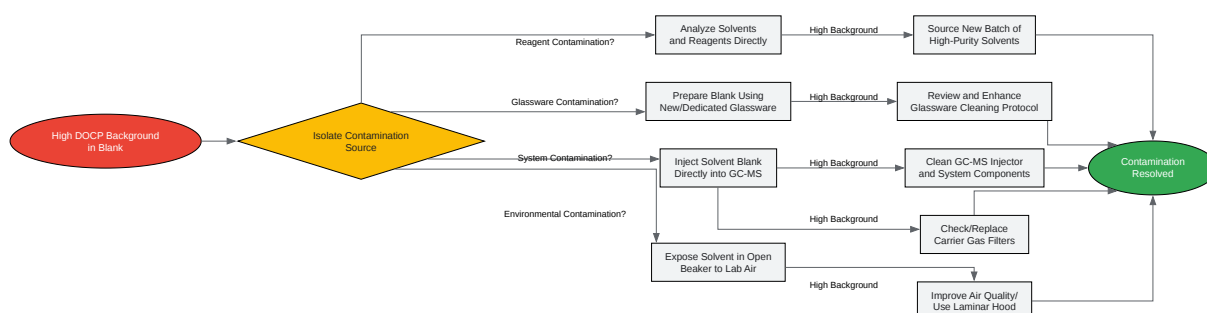 Analyze Solvents
and Reagents Directly
High Background
Source New Batch of
High-Purity Solvents
Reagent Contamination?
Prepare Blank Using
New/Dedicated Glassware
High Background
Review and Enhance
Glassware Cleaning Protocol
Glassware Contamination?
High DOCP Background
in Blank
Isolate Contamination
Source
System Contamination?
Inject Solvent Blank
Directly into GC-MS
High Background
Clean GC-MS Injector
and System Components
Contamination
Resolved
Environmental Contamination?
High Background
Check/Replace
Carrier Gas Filters
Expose Solvent in Open
Beaker to Lab Air
High Background
Improve Air Quality/
Use Laminar Hood